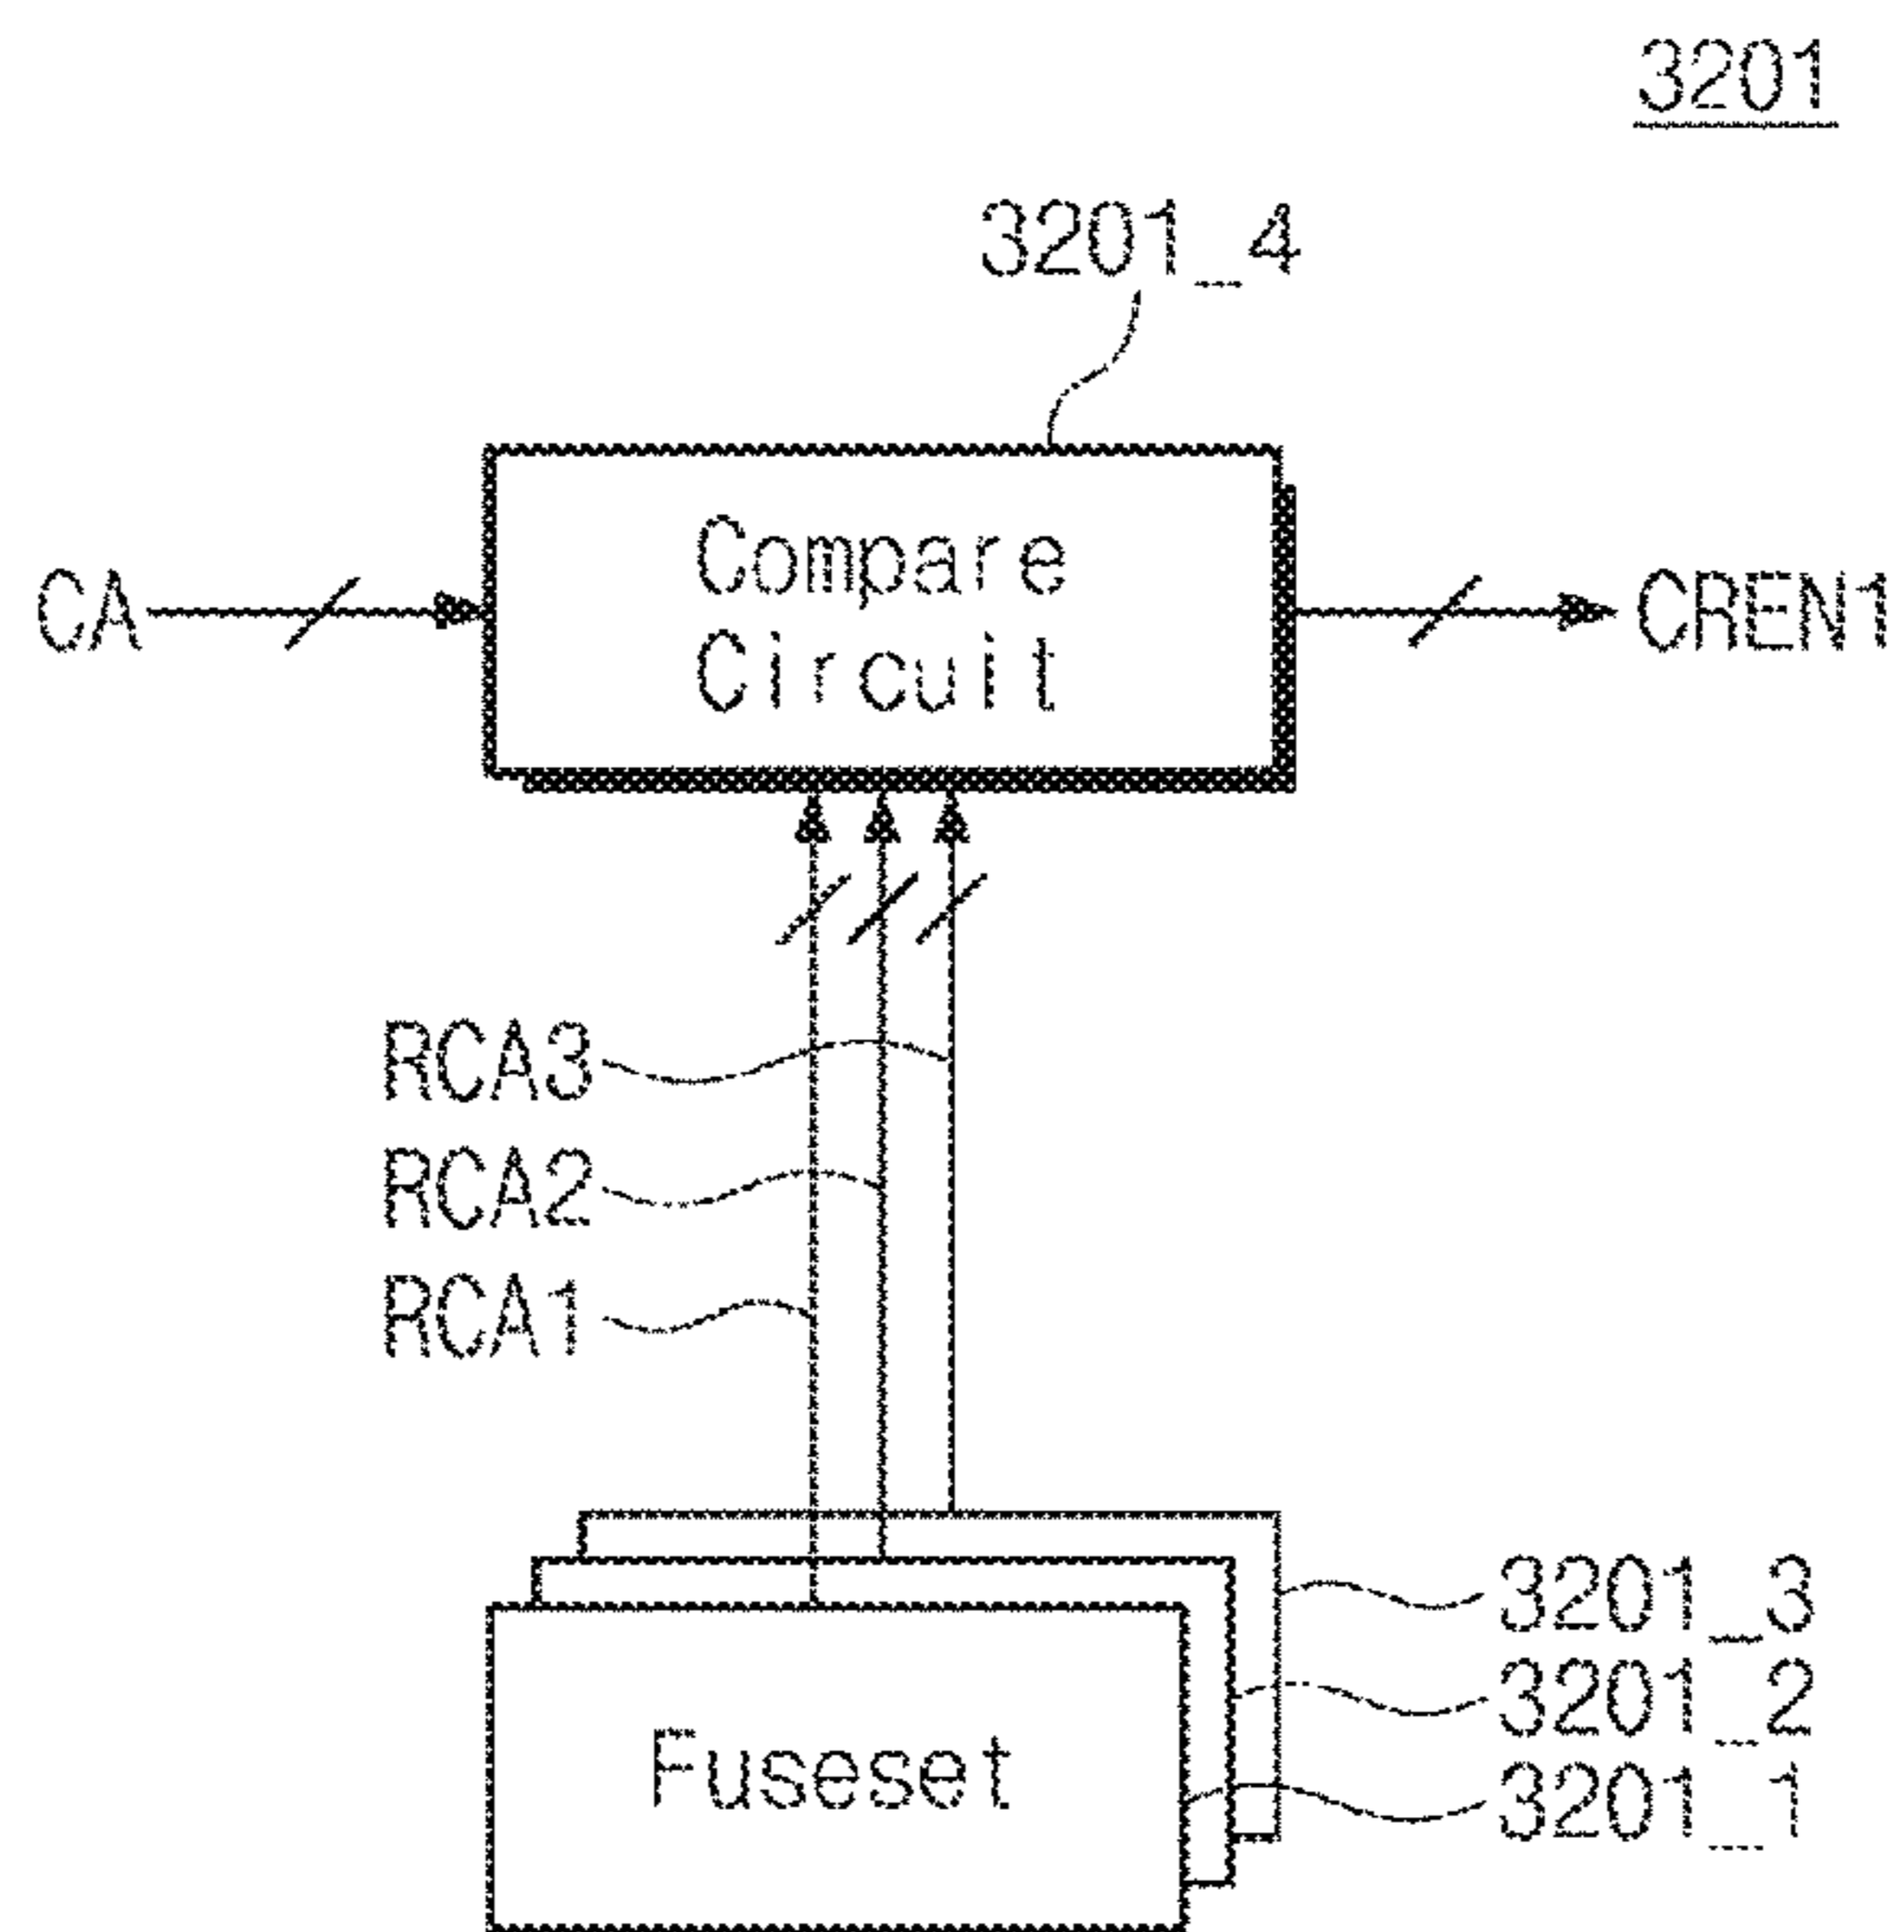 3201
3201_4
Compare
Circuit
CA
CREN1
RCA3
RCA2
RCA1
3201_3
3201_2
3201_1
Fuseset